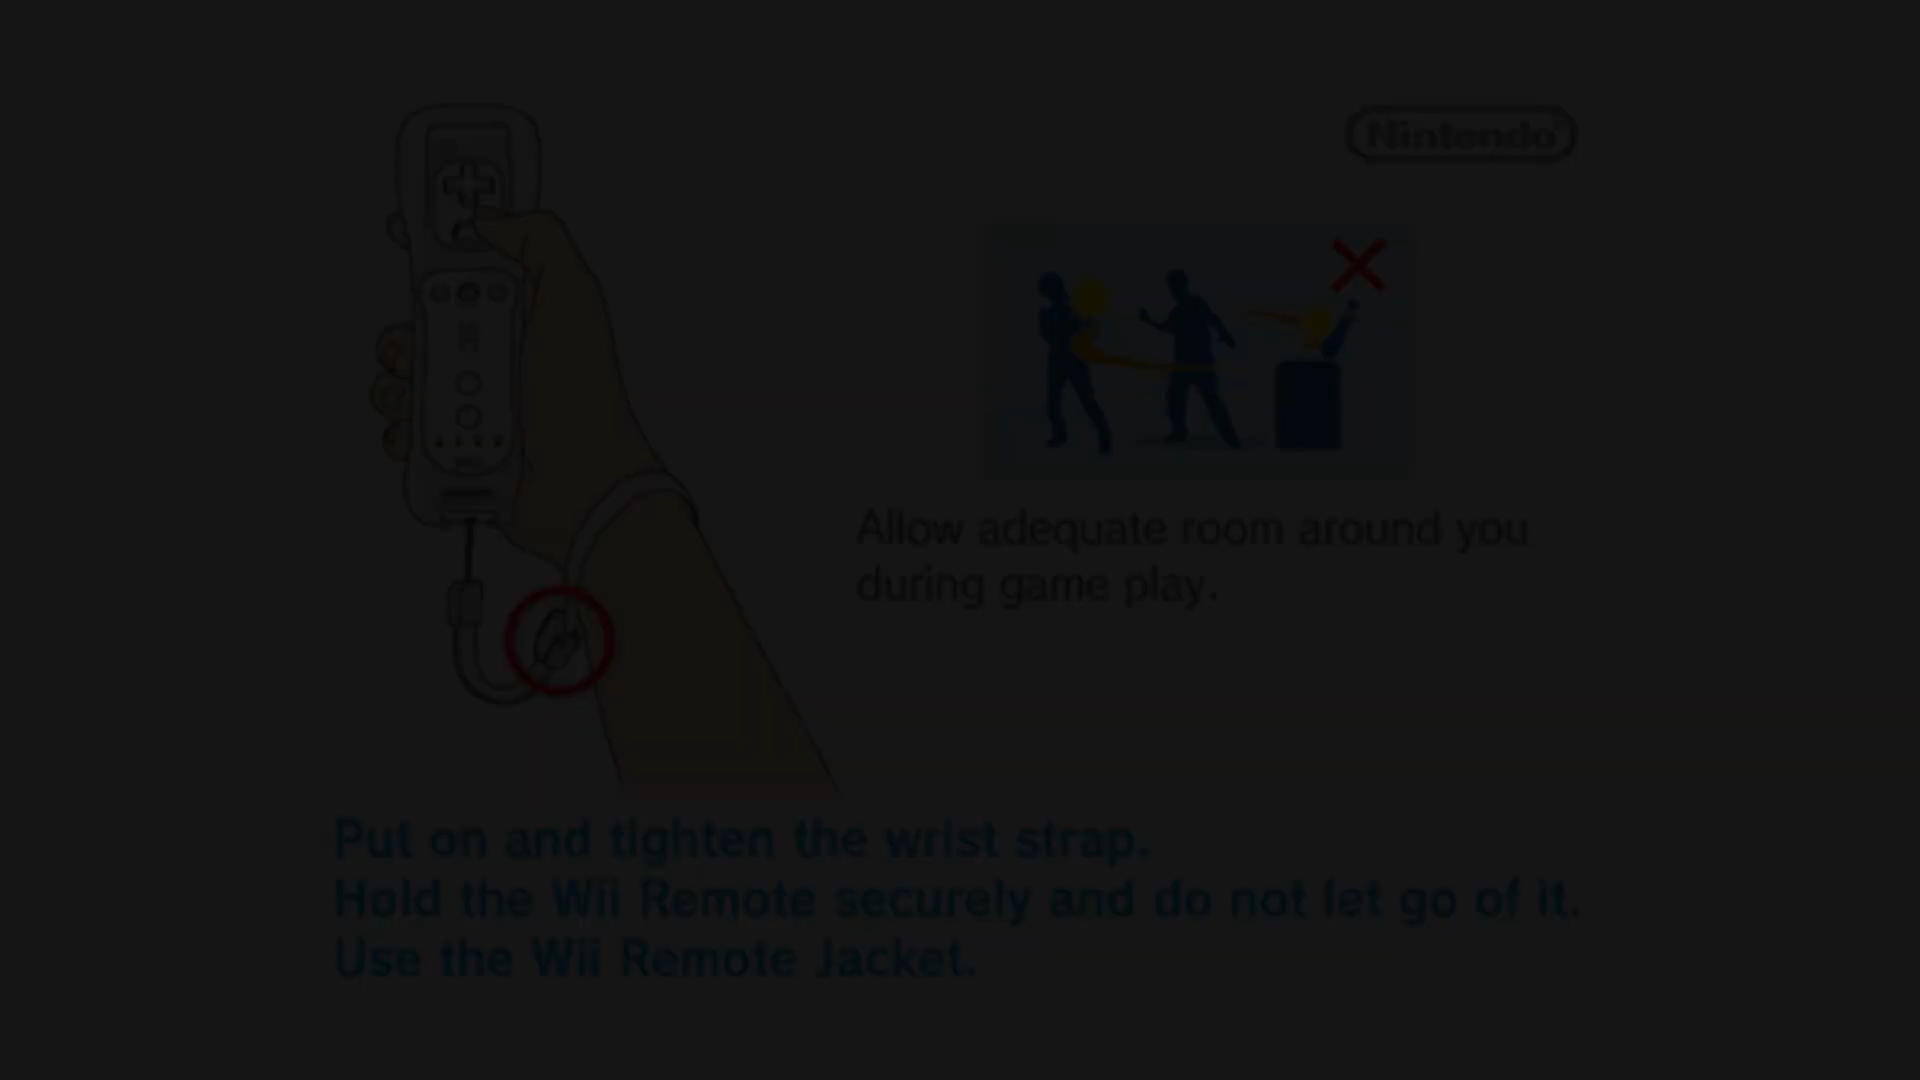 Nintendo
Allow adequate room around you
during game play.
Put on and tighten the wrist strap.
Hold the Wii Remote securely and do not let go of it.
Use the Wii Remote Jacket.